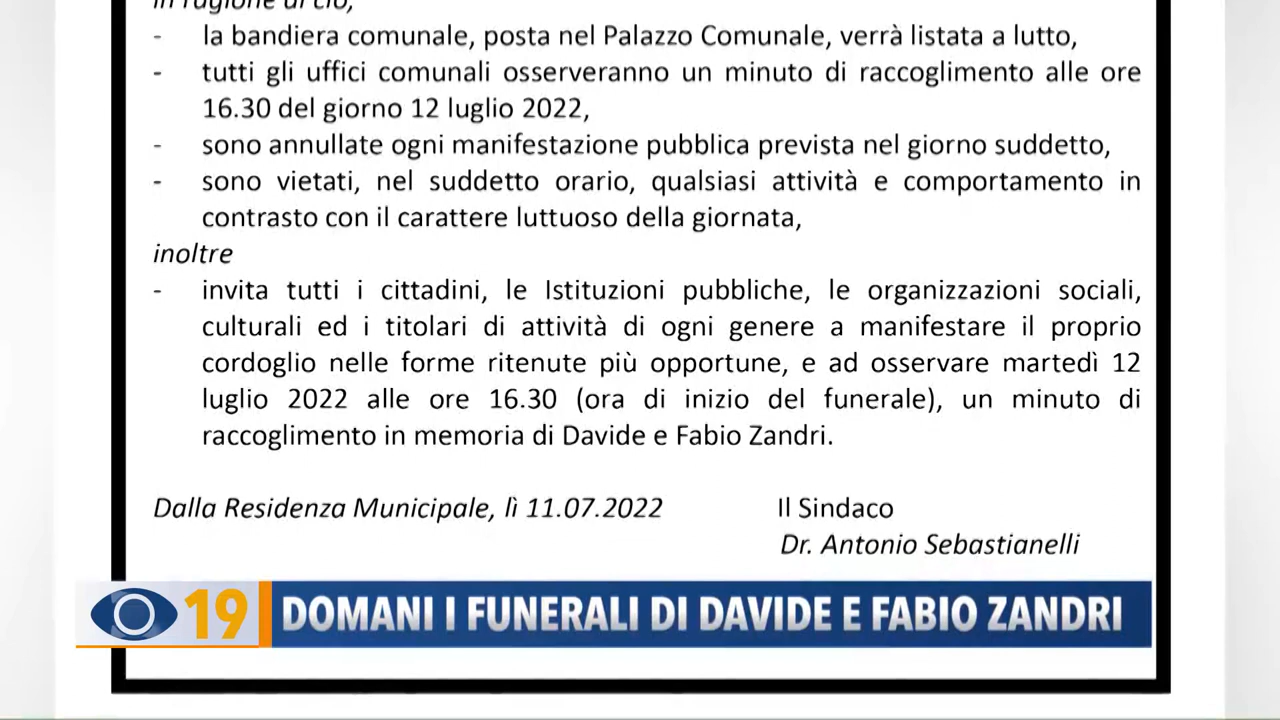 in ragione di ciò,
- la bandiera comunale, posta nel Palazzo Comunale, verrà listata a lutto,
- tutti gli uffici comunali osserveranno un minuto di raccoglimento alle ore
16.30 del giorno 12 luglio 2022,
- sono annullate ogni manifestazione pubblica prevista nel giorno suddetto,
- sono vietati, nel suddetto orario, qualsiasi attività e comportamento in
contrasto con il carattere luttuoso della giornata,
inoltre
- invita tutti i cittadini, le Istituzioni pubbliche, le organizzazioni sociali,
culturali ed i titolari di attività di ogni genere a manifestare il proprio
cordoglio nelle forme ritenute più opportune, e ad osservare martedì 12
luglio 2022 alle ore 16.30 (ora di inizio del funerale), un minuto di
raccoglimento in memoria di Davide e Fabio Zandri.
Dalla Residenza Municipale, lì 11.07.2022
Il Sindaco
Dr. Antonio Sebastianelli
19
DOMANI I FUNERALI DI DAVIDE E FABIO ZANDRI